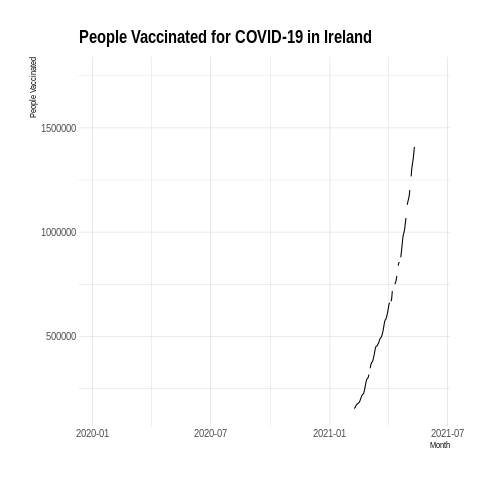 People Vaccinated for COVID-19 in Ireland
People Vaccinated
1500000
1000000
500000
2020-01 2020-07 2021-01 2021-07
Month